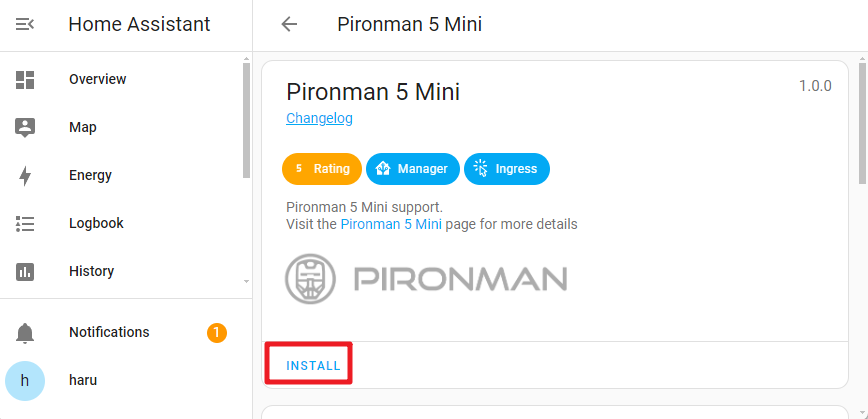 Home Assistant
Overview
Map
Energy
Logbook
History
Notifications
1
h
haru
Pironman 5 Mini
Pironman 5 Mini
1.0.0
Changelog
5 Rating
Manager
Ingress
Pironman 5 Mini support.
Visit the Pironman 5 Mini page for more details
PIRONMAN
INSTALL